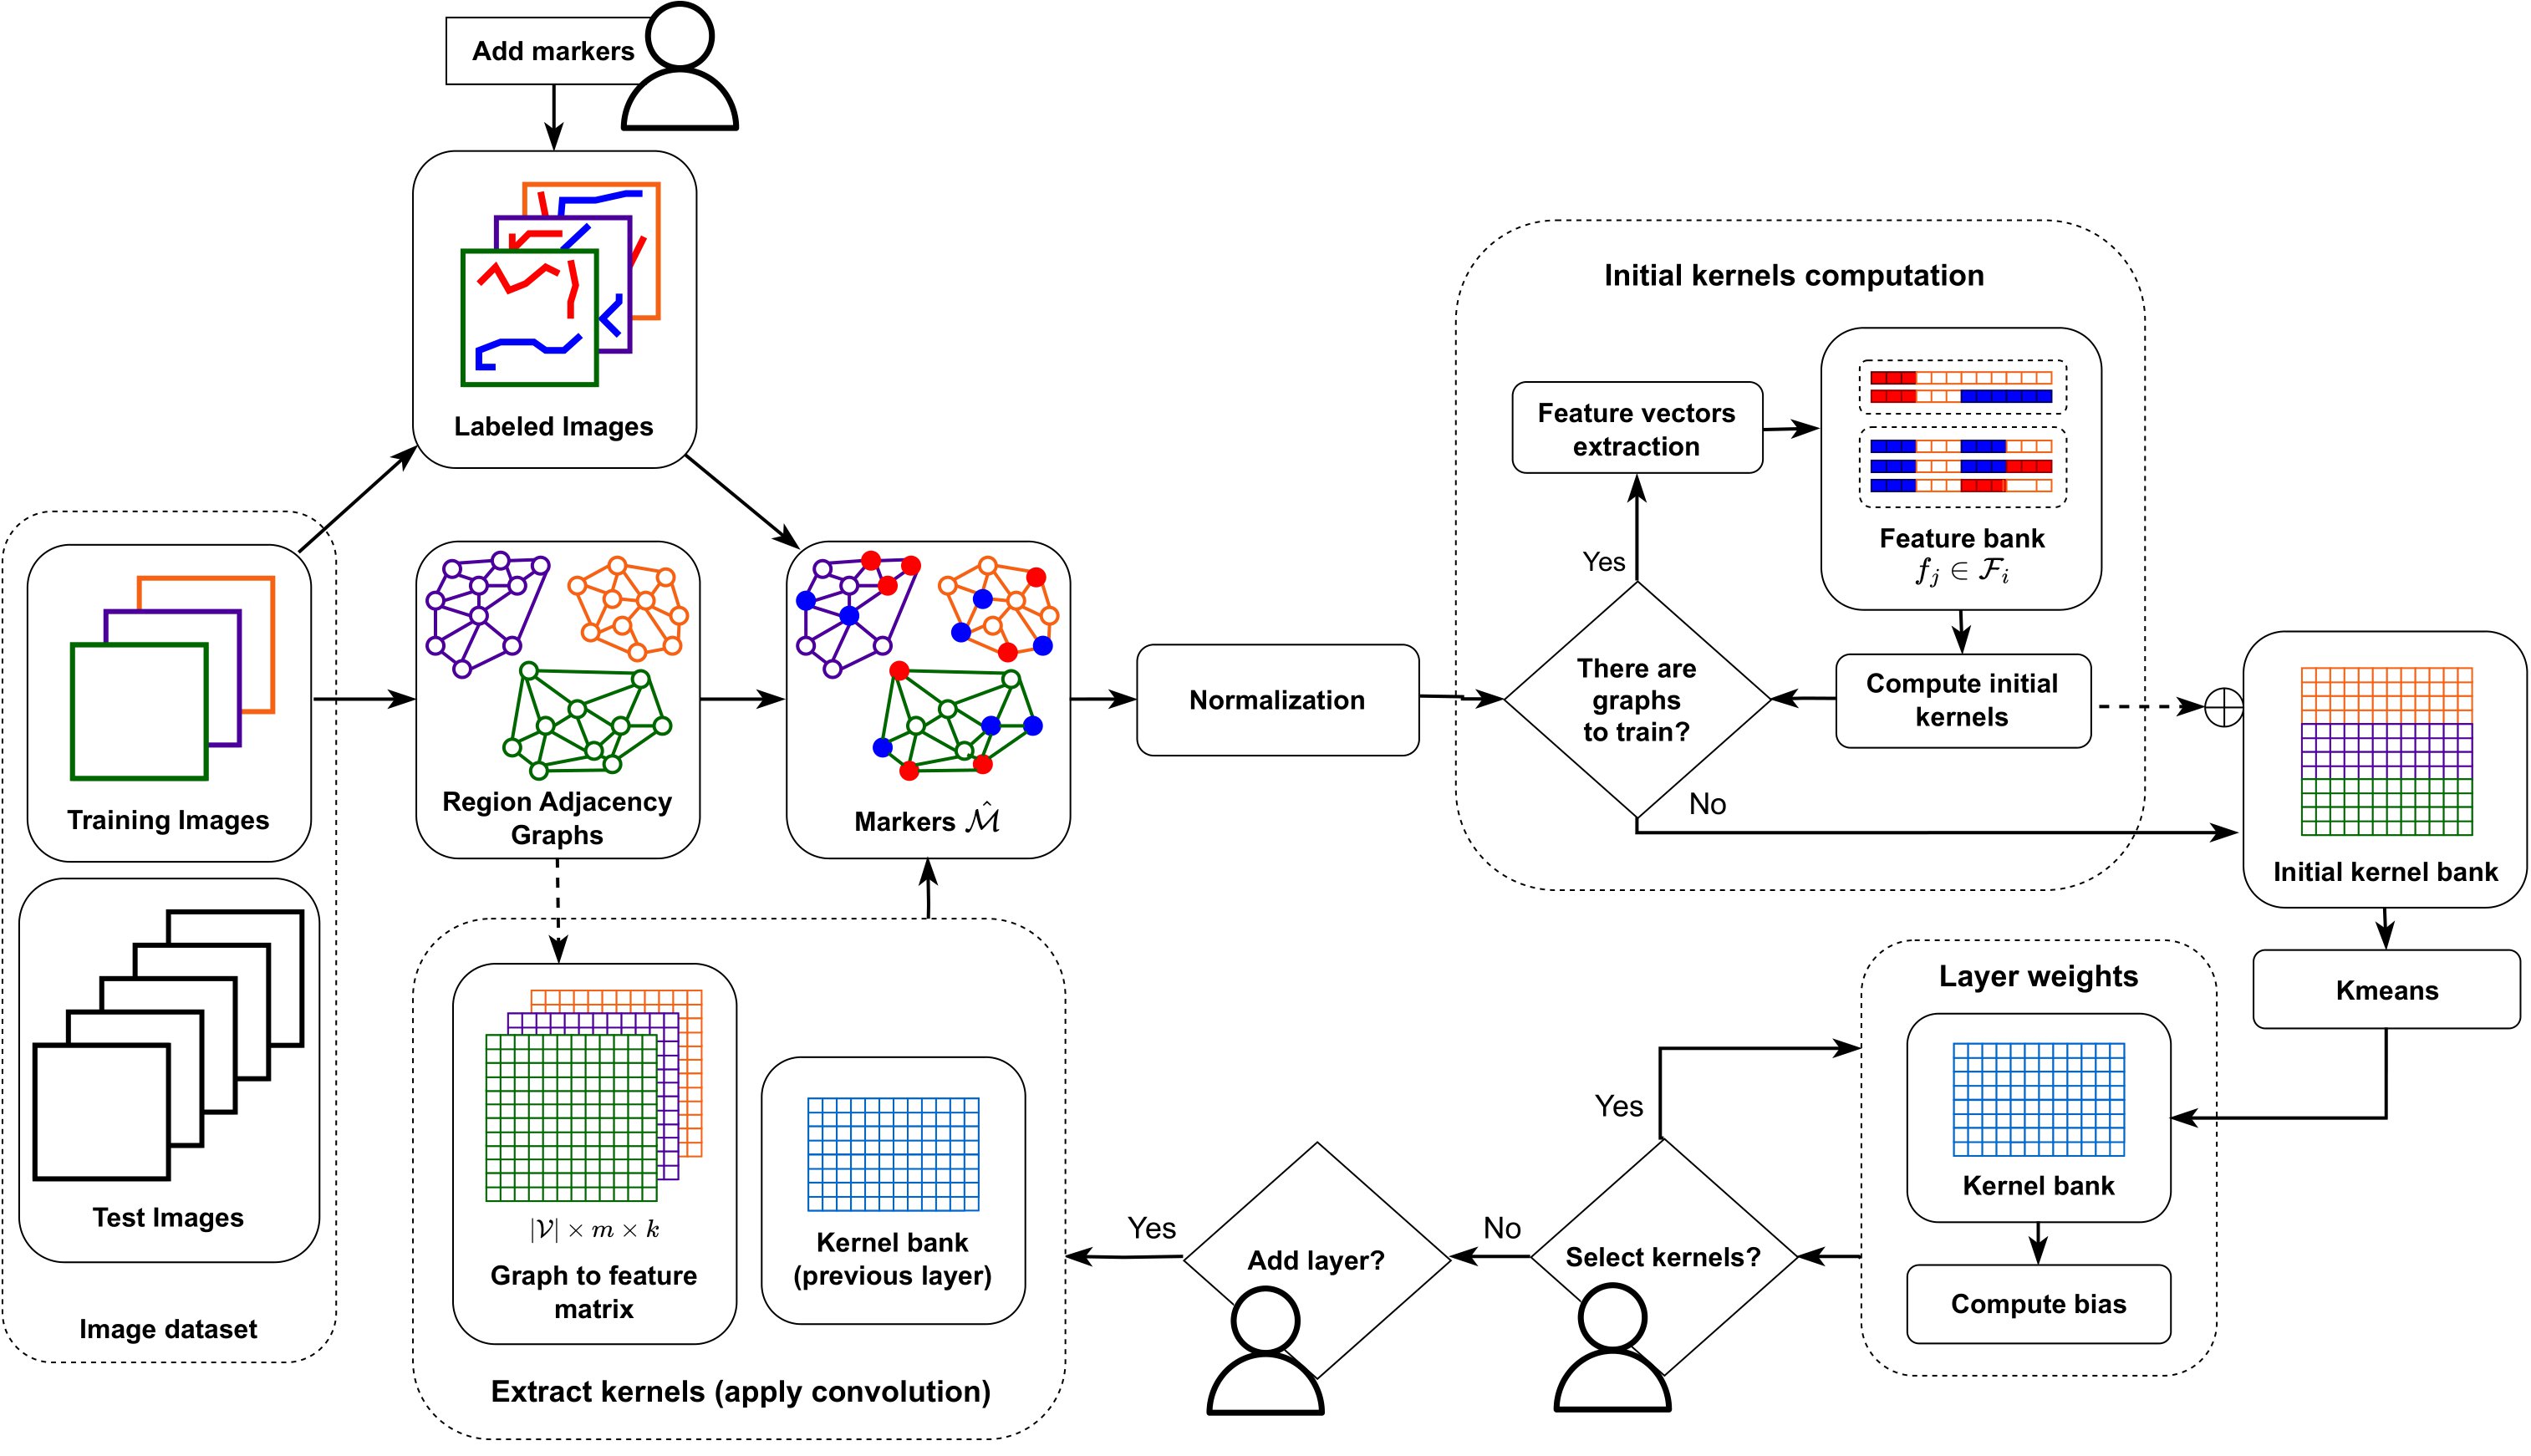 Add markers
Labeled Images
Training Images
Test Images
Image dataset
Region Adjacency
Graphs
Markers $\hat{\mathcal{M}}$
Normalization
Initial kernels computation
Feature vectors
extraction
Feature bank
$f_j \in \mathcal{F}_i$
Yes
There are
graphs
to train?
Compute initial
kernels
No
Initial kernel bank
Kmeans
Layer weights
Kernel bank
Compute bias
Yes
Select kernels?
No
Add layer?
Yes
$|\mathcal{V}| \times m \times k$
Graph to feature
matrix
Kernel bank
(previous layer)
Extract kernels (apply convolution)